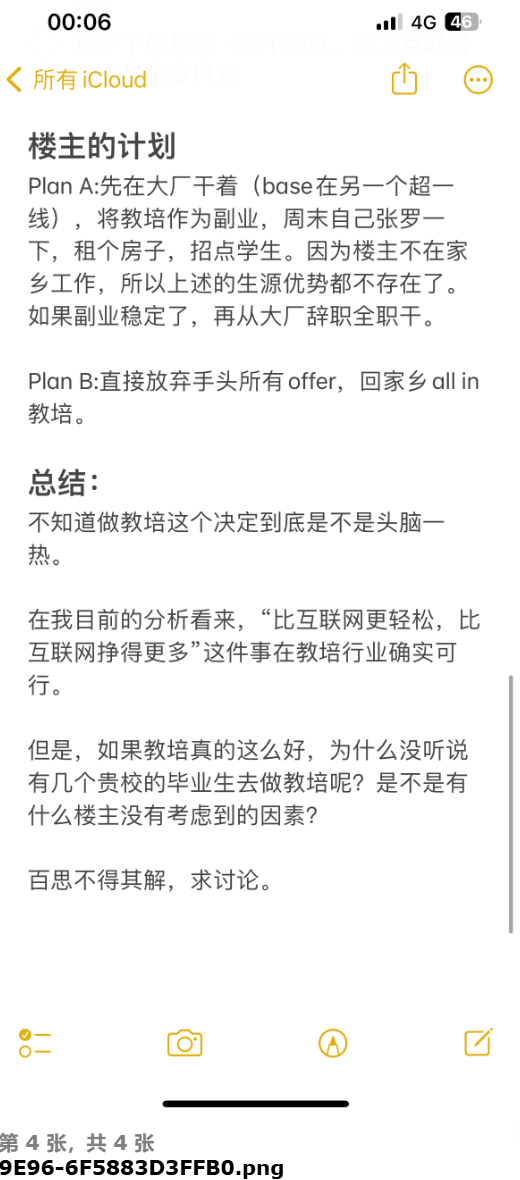 00:06
4G 46
所有 iCloud
楼主的计划
Plan A:先在大厂干着（base在另一个超一
线），将教培作为副业，周末自己张罗一
下，租个房子，招点学生。因为楼主不在家
乡工作，所以上述的生源优势都不存在了。
如果副业稳定了，再从大厂辞职全职干。
Plan B:直接放弃手头所有offer，回家乡all in
教培。
总结：
不知道做教培这个决定到底是不是头脑一
热。
在我目前的分析看来，“比互联网更轻松，比
互联网挣得更多”这件事在教培行业确实可
行。
但是，如果教培真的这么好，为什么没听说
有几个贵校的毕业生去做教培呢？是不是有
什么楼主没有考虑到的因素？
百思不得其解，求讨论。
第 4 张, 共 4 张
9E96-6F5883D3FFB0.png